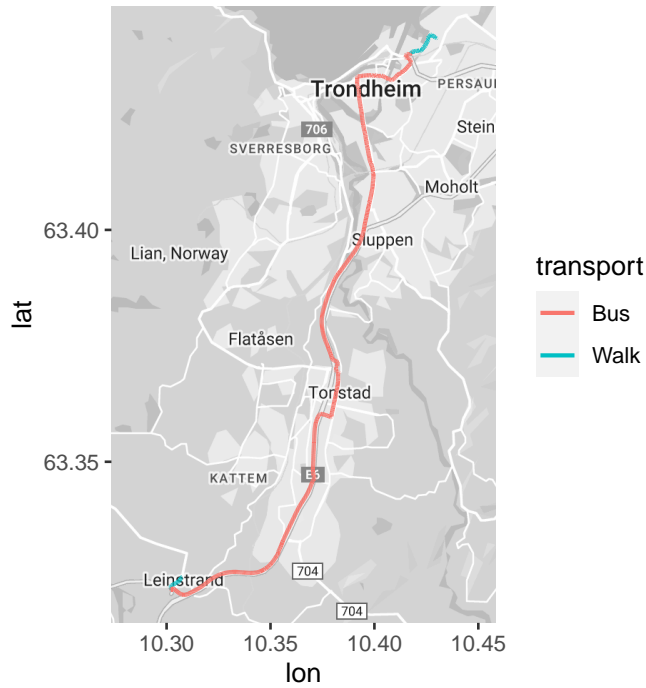 Trondheim
PERSAU
Stein
706
SVERRESBORG
Moholt
63.40
Sluppen
Lian, Norway
transport
lat
Bus
Flatåsen
Walk
Tonstad
63.35
KATTEM
E6
Leinstrand
704
704
10.30
10.35
10.40
10.45
lon